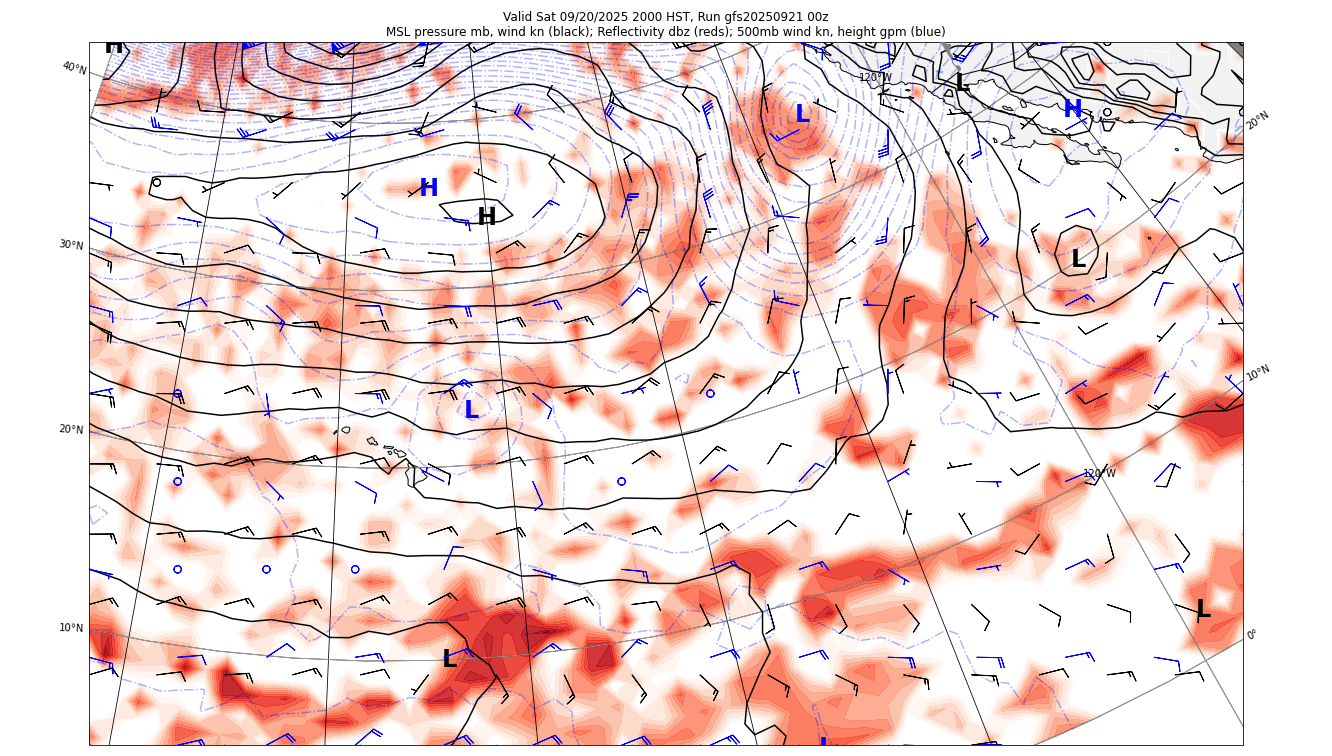 Valid Sat 09/20/2025 2000 HST, Run gfs20250921 00z
MSL pressure mb, wind kn (black); Reflectivity dbz (reds); 500mb wind kn, height gpm (blue)
H
40°N
120°W
L
L
H
20°N
H
H
30°N
L
10°N
L
20°N
120°W
L
10°N
L
0°
L